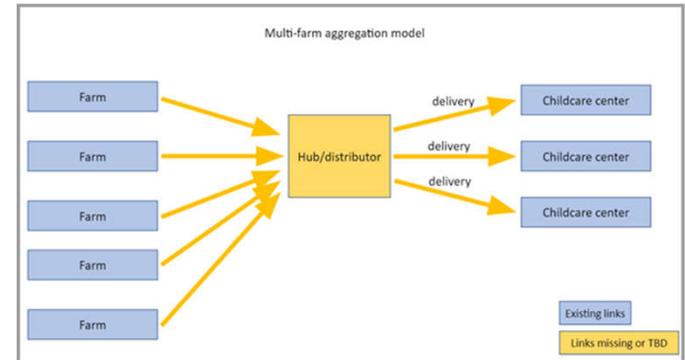 Multi-farm aggregation model
Farm
Farm
Farm
Farm
Farm
Hub/distributor
delivery
delivery
delivery
Childcare center
Childcare center
Childcare center
Existing links
Links missing or TBD